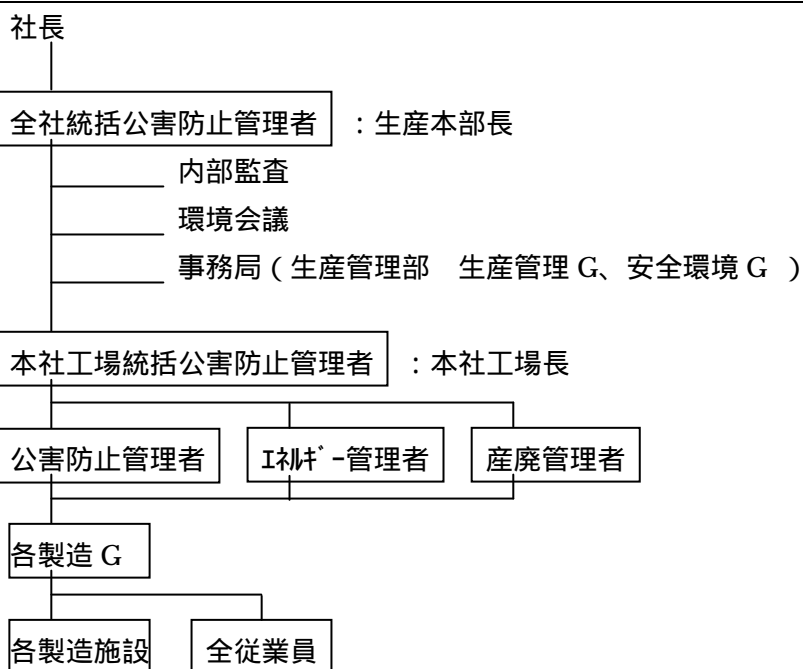 社長
全社統括公害防止管理者 :生産本部長
内部監査
環境会議
事務局(生産管理部 生産管理 G、安全環境 G )
本社工場統括公害防止管理者 :本社工場長
公害防止管理者 エネルギー管理者 産廃管理者
各製造 G
各製造施設 全従業員